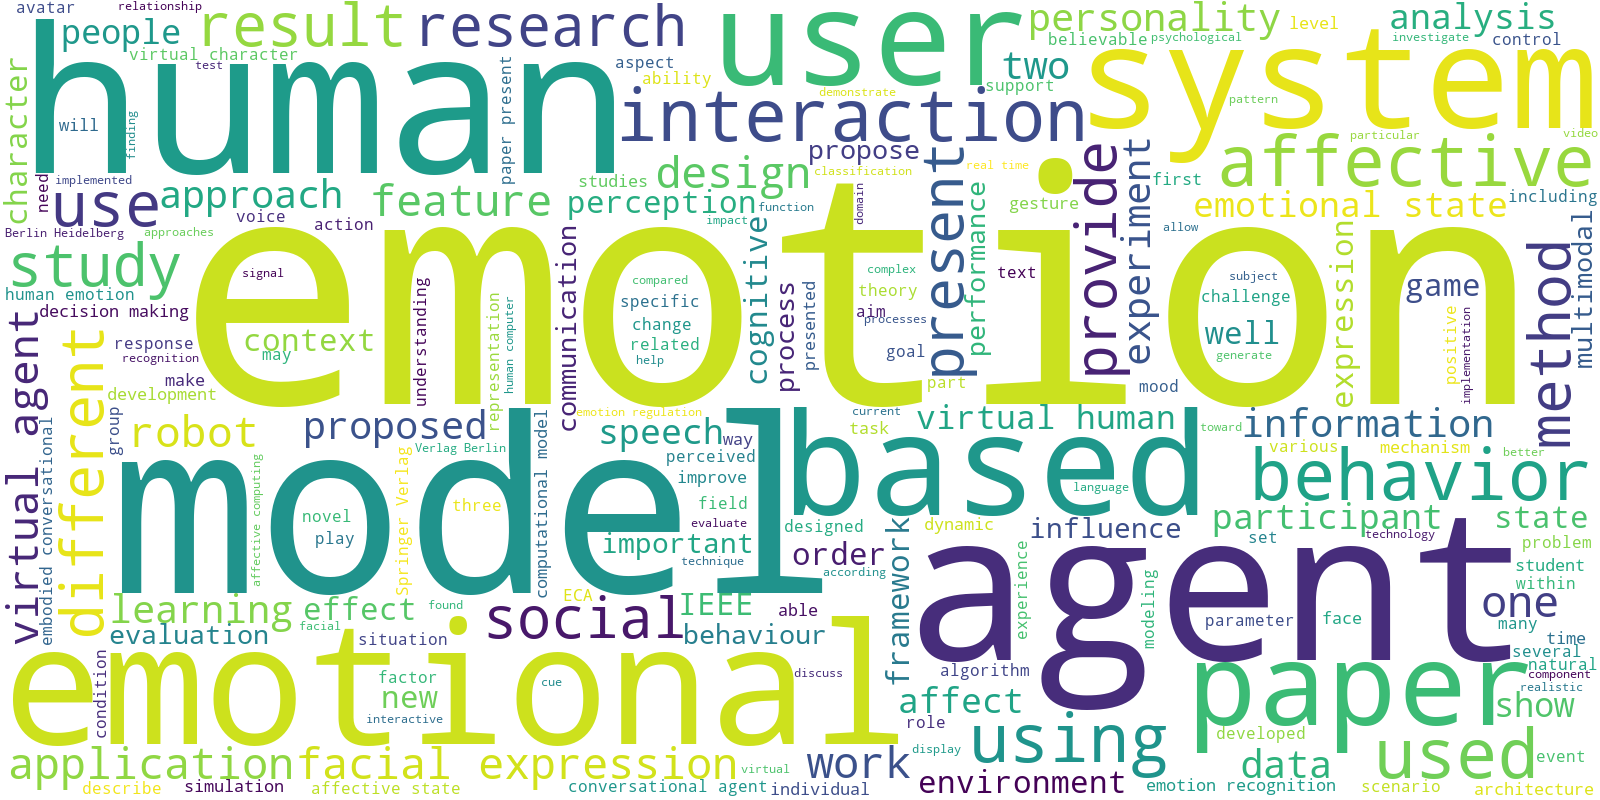 avatar
relationship
people
result
research
user
personality
level
analysis
virtual character
test
human
believable
psychological
investigate
control
aspect
ability
two
support
system
character
will
finding
paper present
interaction
demonstrate
pattern
particular
video
need
implemented
use
approach
feature
studies
design
propose
classification
real time
perception
provide
experiment
first
affective
including
Berlin Heidelberg
approaches
voice
action
impact
function
domain
present
gesture
performance
allow
emotional state
multimodal
study
signal
emotion
communication
compared
specific
change
related
help
cognitive
process
presented
complex
theory
aim
processes
goal
text
subject
challenge
well
generate
expression
game
positive
implementation
method
human emotion
decision making
context
may
understanding
representation
human computer
response
recognition
make
development
virtual agent
different
part
mood
group
robot
proposed
emotion regulation
speech
way
perceived
improve
current
task
virtual human
toward
information
various
mechanism
better
embodied conversational
affective computing
Springer Verlag
Verlag Berlin
computational model
model
three
novel
play
field
evaluate
important
technique
based
language
behavior
designed
order
according
framework
dynamic
influence
participant
set
technology
state
problem
student
within
learning
effect
found
facial
ECA
social
IEEE
able
behaviour
agent
experience
modeling
parameter
face
one
many
time
several
natural
component
realistic
evaluation
situation
condition
emotional
factor
new
interactive
cue
discuss
algorithm
affect
role
display
paper
show
developed
application
facial expression
virtual
work
using
data
used
event
describe
simulation
affective state
conversational agent
individual
environment
emotion recognition
scenario
architecture